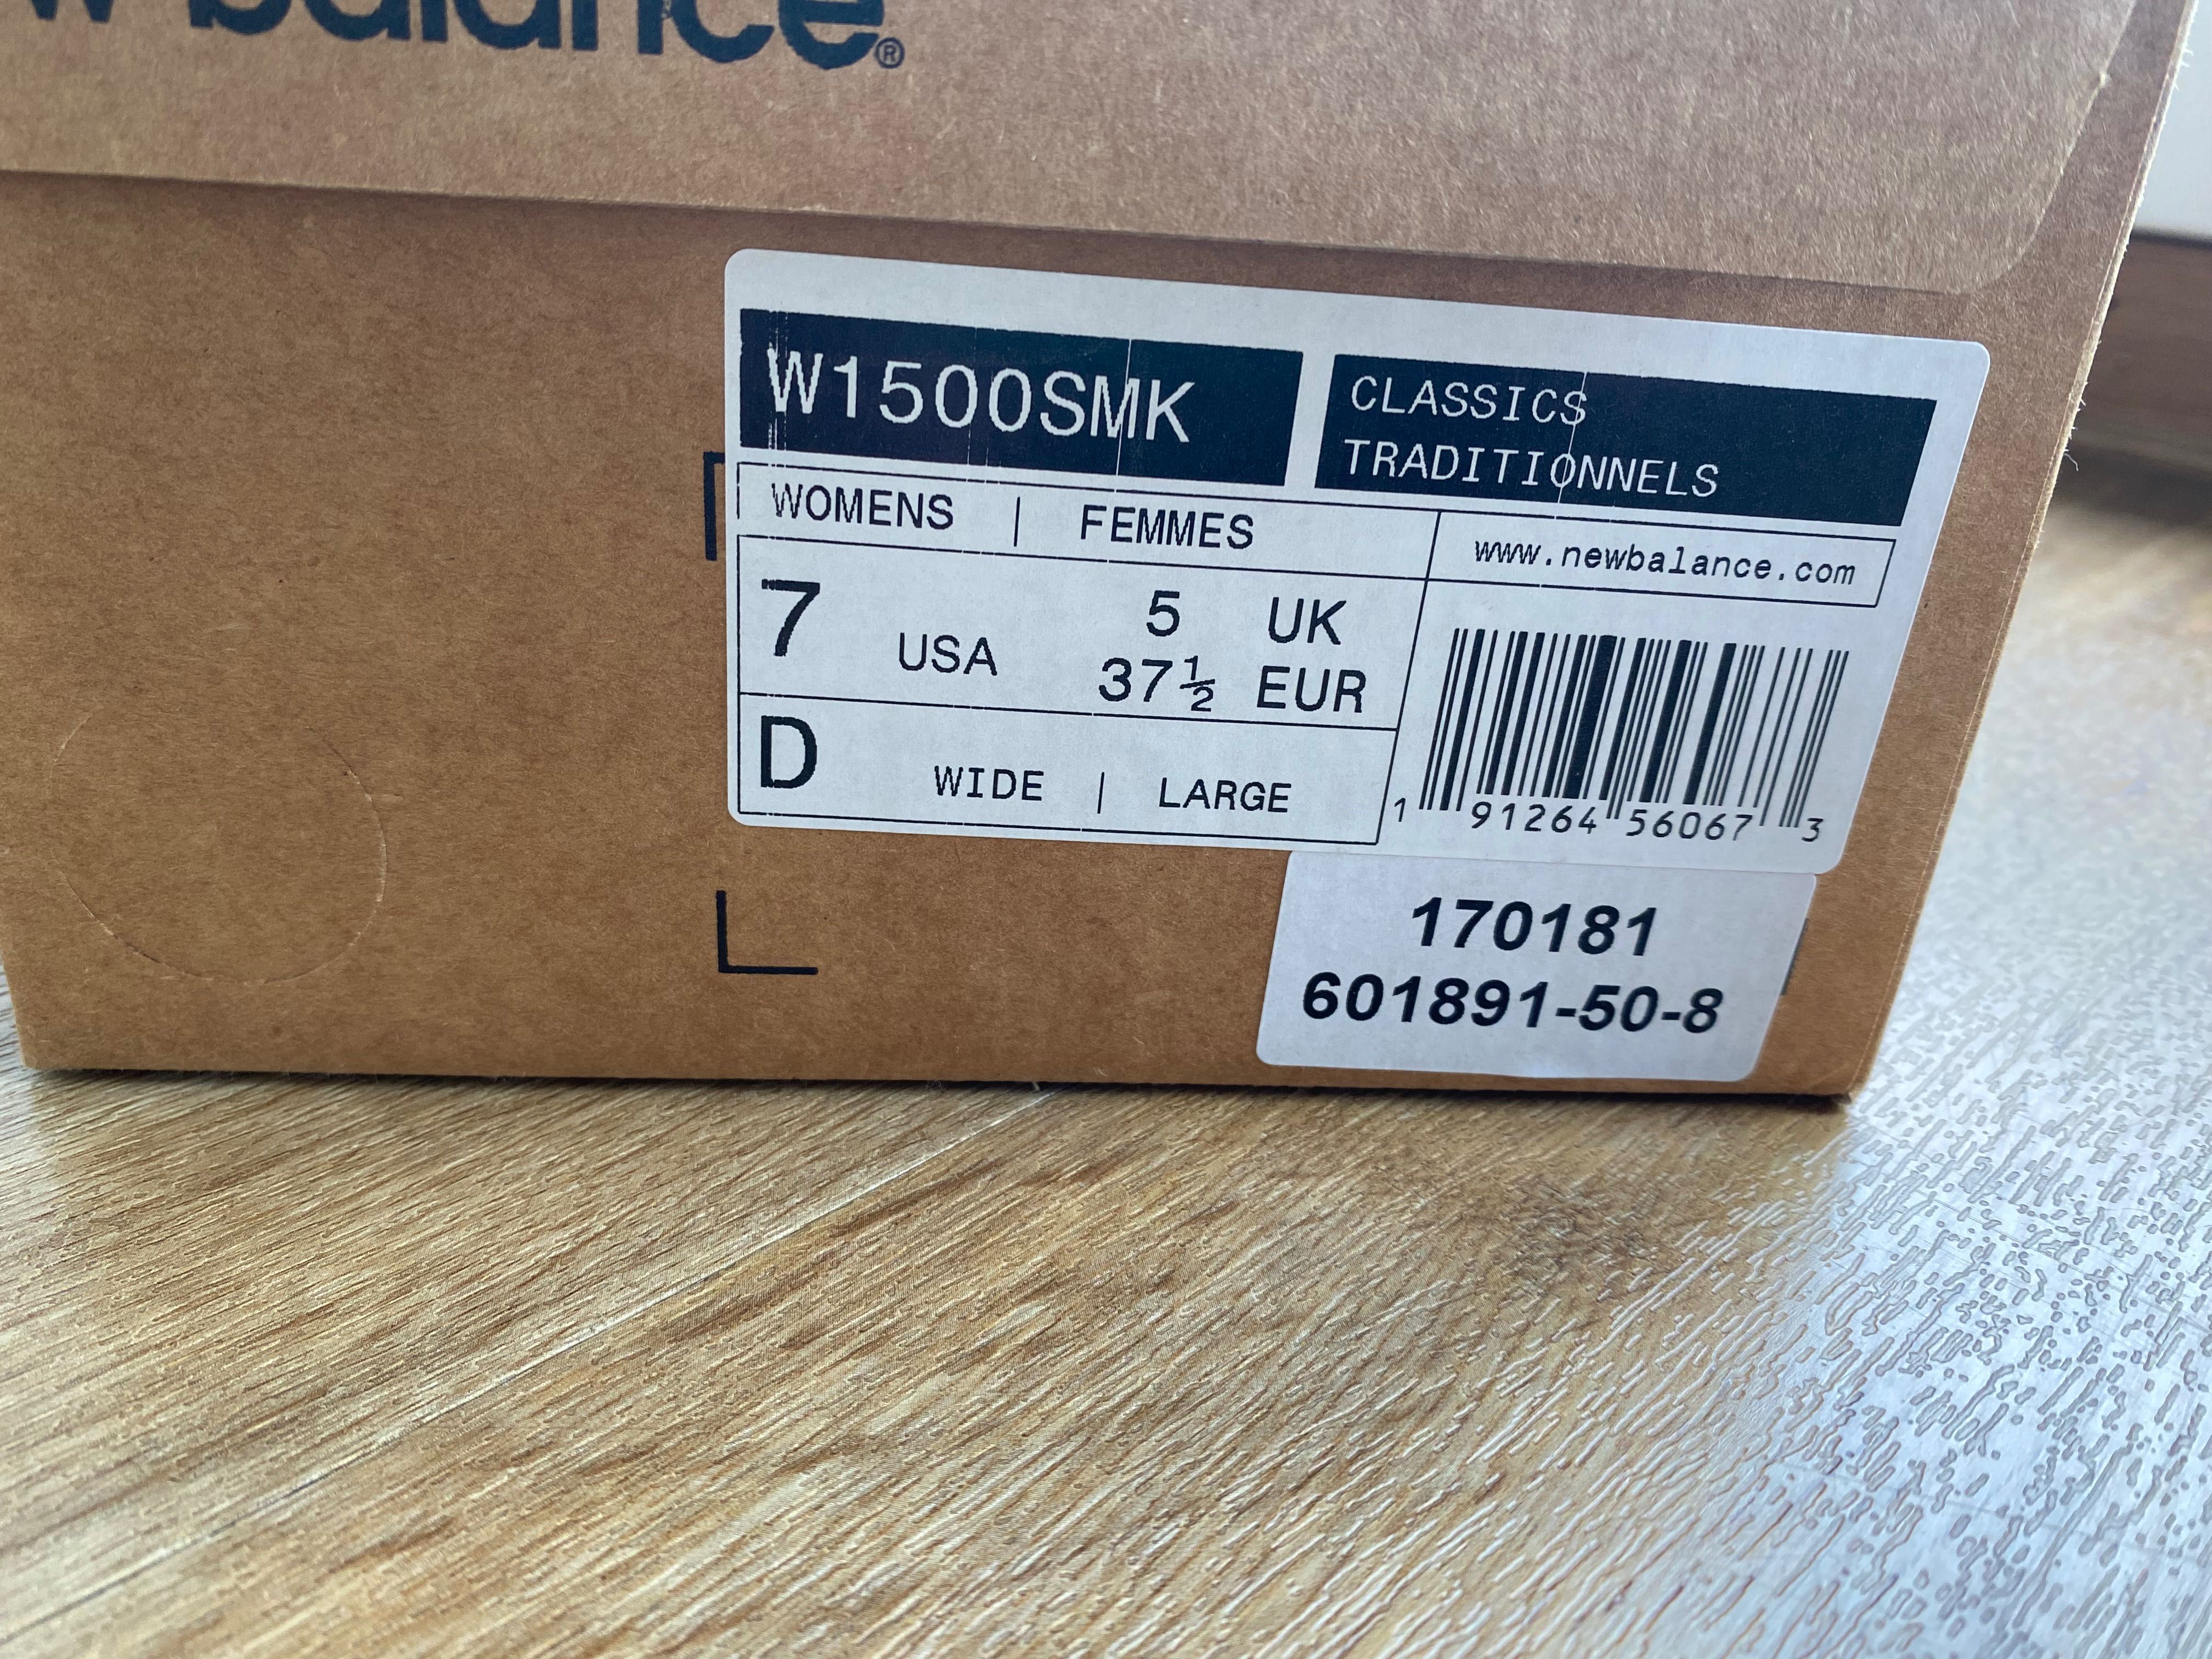 w balance®
W1500SMK
CLASSICS
TRADITIONNELS
WOMENS | FEMMES
www.newbalance.com
7 USA
5 UK
37½ EUR
D WIDE | LARGE
1 91264 56067 3
170181
601891-50-8